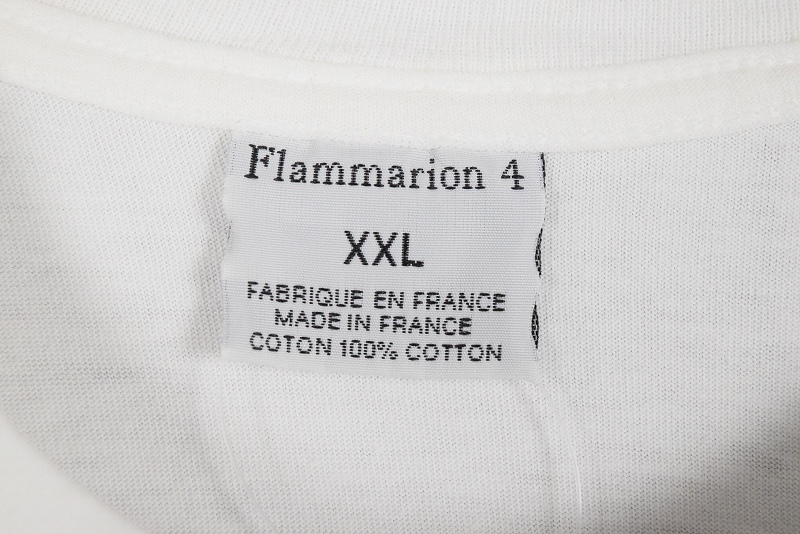 Flammarion 4
XXL
FABRIQUE EN FRANCE
MADE IN FRANCE
COTON 100% COTTON